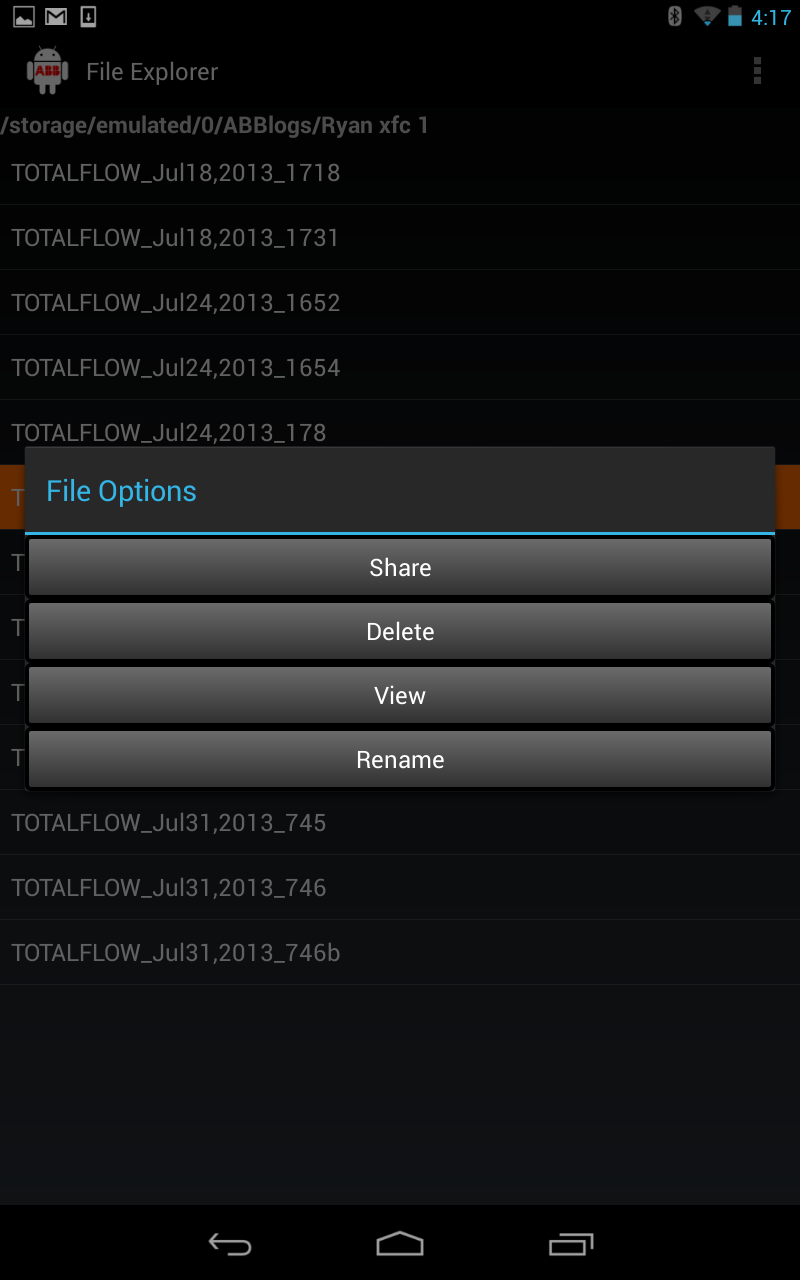 4:17
ABB
File Explorer
/storage/emulated/0/ABBlogs/Ryan xfc 1
TOTALFLOW_Jul18,2013_1718
TOTALFLOW_Jul18,2013_1731
TOTALFLOW_Jul24,2013_1652
TOTALFLOW_Jul24,2013_1654
TOTALFLOW_Jul24,2013_178
T
File Options
T
Share
T
Delete
T
View
T
Rename
TOTALFLOW_Jul31,2013_745
TOTALFLOW_Jul31,2013_746
TOTALFLOW_Jul31,2013_746b